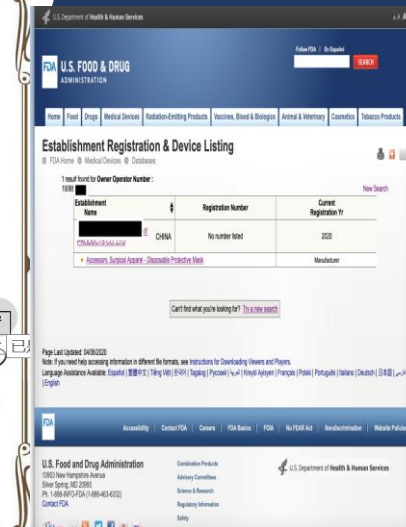 U.S. Department of Health & Human Services
Follow FDA | En Español
FDA U.S. FOOD & DRUG
ADMINISTRATION
SEARCH
Home Food Drugs Medical Devices Radiation-Emitting Products Vaccines, Blood & Biologics Animal & Veterinary Cosmetics Tobacco Products
Establishment Registration & Device Listing
FDA Home Medical Devices Databases
1 result found for Owner Operator Number :
New Search
Establishment Name Registration Number Current Registration Yr
CHINA No number listed 2020
Accessory, Surgical Apparel - Disposable Protective Mask Manufacturer
Can't find what you're looking for? Try a new search
Page Last Updated: 04/06/2020
Note: If you need help accessing information in different file formats, see Instructions for Downloading Viewers and Players.
Language Assistance Available: Español | 繁體中文 | Tiếng Việt | 한국어 | Tagalog | Русский | العربية | Kreyòl Ayisyen | Français | Polski | Português | Italiano | Deutsch | 日本語 | فارسی
| English
FDA
Accessibility Contact FDA Careers FDA Basics FOIA No FEAR Act Nondiscrimination Website Policies
U.S. Food and Drug Administration
10903 New Hampshire Avenue
Silver Spring, MD 20993
Ph. 1-888-INFO-FDA (1-888-463-6332)
Contact FDA
Combination Products
Advisory Committees
Science & Research
Regulatory Information
Safety
U.S. Department of Health & Human Services